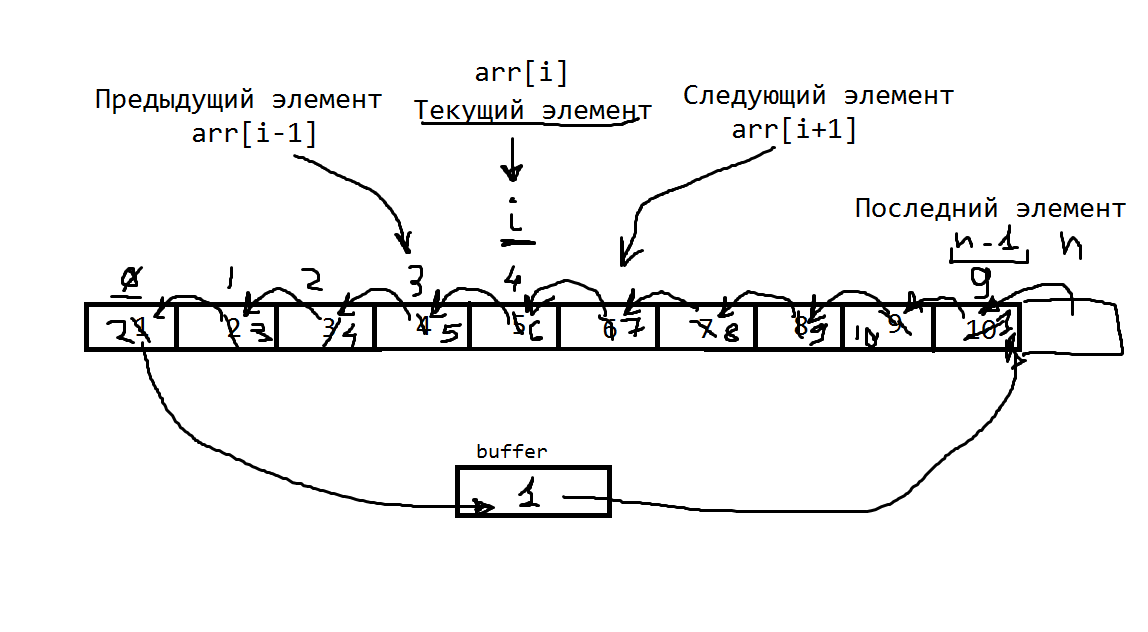 arr[i]
Предыдущий элемент
Текущий элемент
Следующий элемент
arr[i-1]
arr[i+1]
Последний элемент
i
n-1 n
0 1 2 3 4 9
2 1 2 3 3 4 4 5 5 6 6 7 7 8 8 9 10 9 10 1
buffer
1